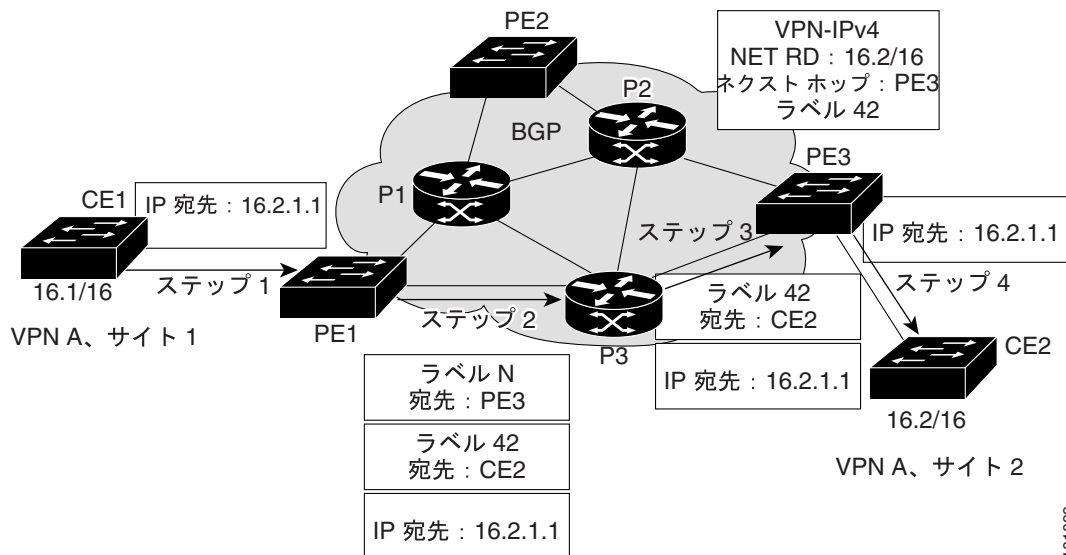 PE2
VPN-IPv4
NET RD：16.2/16
ネクスト ホップ：PE3
ラベル 42
P2
BGP
PE3
CE1
IP 宛先：16.2.1.1
P1
ステップ 3
IP 宛先：16.2.1.1
ステップ 1
16.1/16
ステップ 4
ラベル 42
宛先：CE2
PE1
ステップ 2
VPN A、サイト 1
P3
CE2
ラベル N
宛先：PE3
IP 宛先：16.2.1.1
16.2/16
ラベル 42
宛先：CE2
VPN A、サイト 2
IP 宛先：16.2.1.1